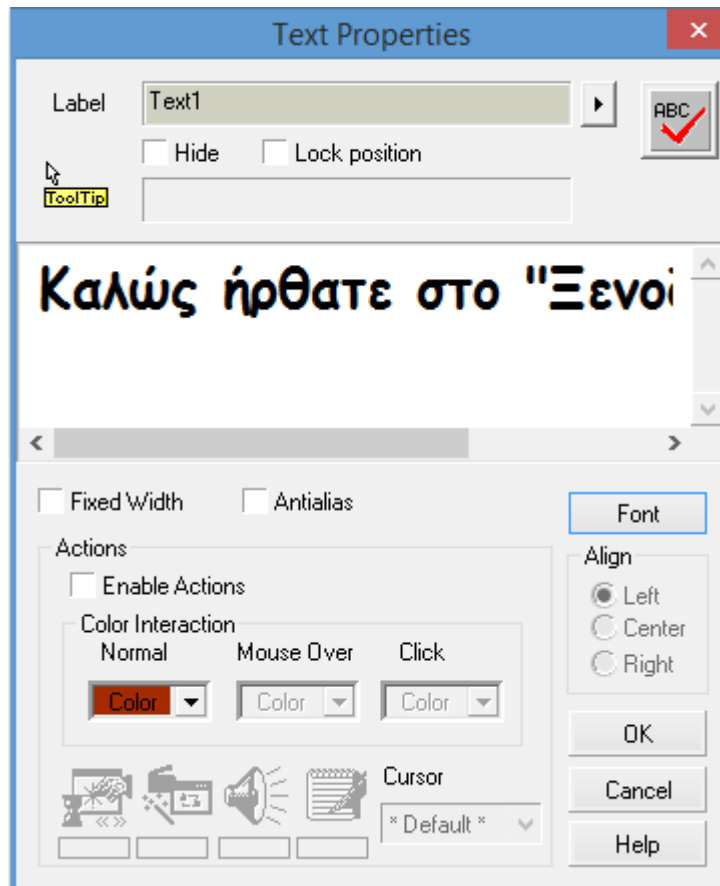 Text Properties
Label Text1
ABC
Hide Lock position
ToolTip
Καλώς ήρθατε στο "Ξενο
Fixed Width Antialias
Font
Actions
Align
Enable Actions
Left
Color Interaction
Center
Normal Mouse Over Click
Right
Color Color Color
OK
Cursor
Cancel
* Default *
Help